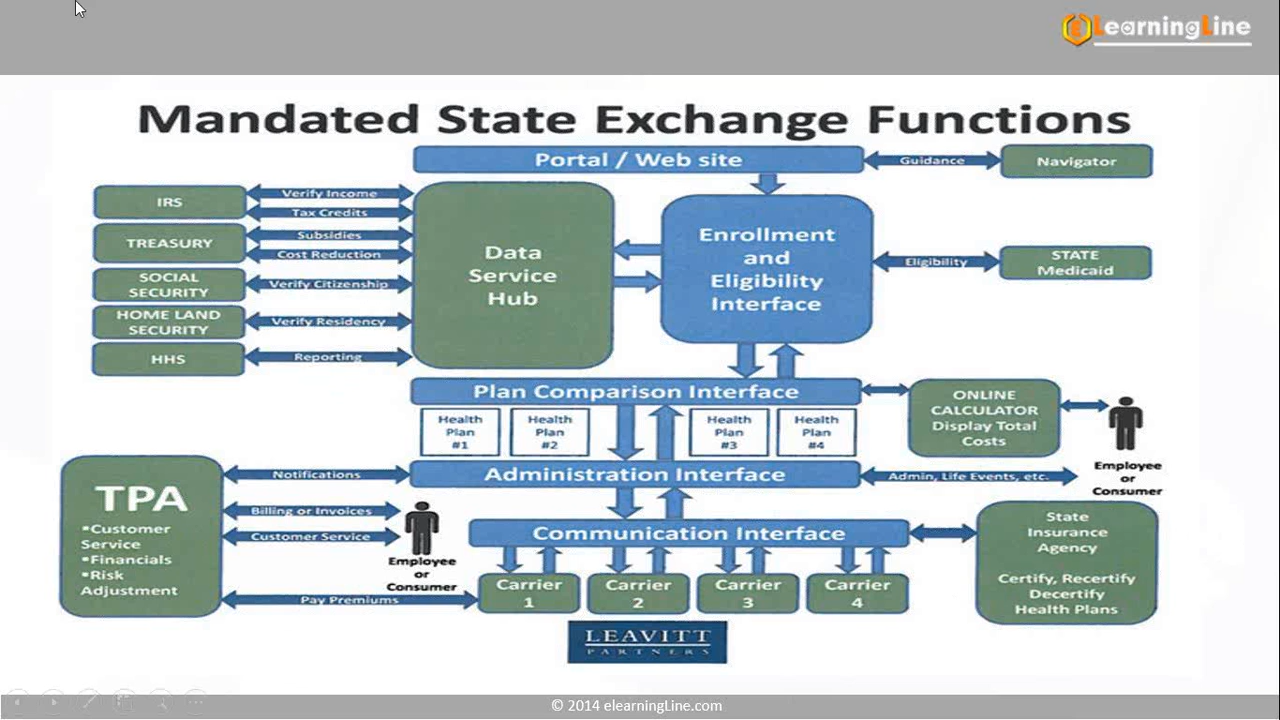 LearningLine
Mandated State Exchange Functions
Portal / Web site
Guidance
Navigator
IRS
Verify Income
Tax Credits
TREASURY
Subsidies
Cost Reduction
SOCIAL
SECURITY
Verify Citizenship
HOME LAND
SECURITY
Verify Residency
HHS
Reporting
Data
Service
Hub
Enrollment
and
Eligibility
Interface
Eligibility
STATE
Medicaid
Plan Comparison Interface
Health
Plan
#1
Health
Plan
#2
Health
Plan
#3
Health
Plan
#4
ONLINE
CALCULATOR
Display Total
Costs
Employee
or
Consumer
Administration Interface
Admin, Life Events, etc.
TPA
▪Customer
Service
▪Financials
▪Risk
Adjustment
Notifications
Billing or Invoices
Customer Service
Employee
or
Consumer
Pay Premiums
Communication Interface
Carrier
1
Carrier
2
Carrier
3
Carrier
4
State
Insurance
Agency
Certify, Recertify
Decertify
Health Plans
LEAVITT
PARTNERS
© 2014 elearningLine.com